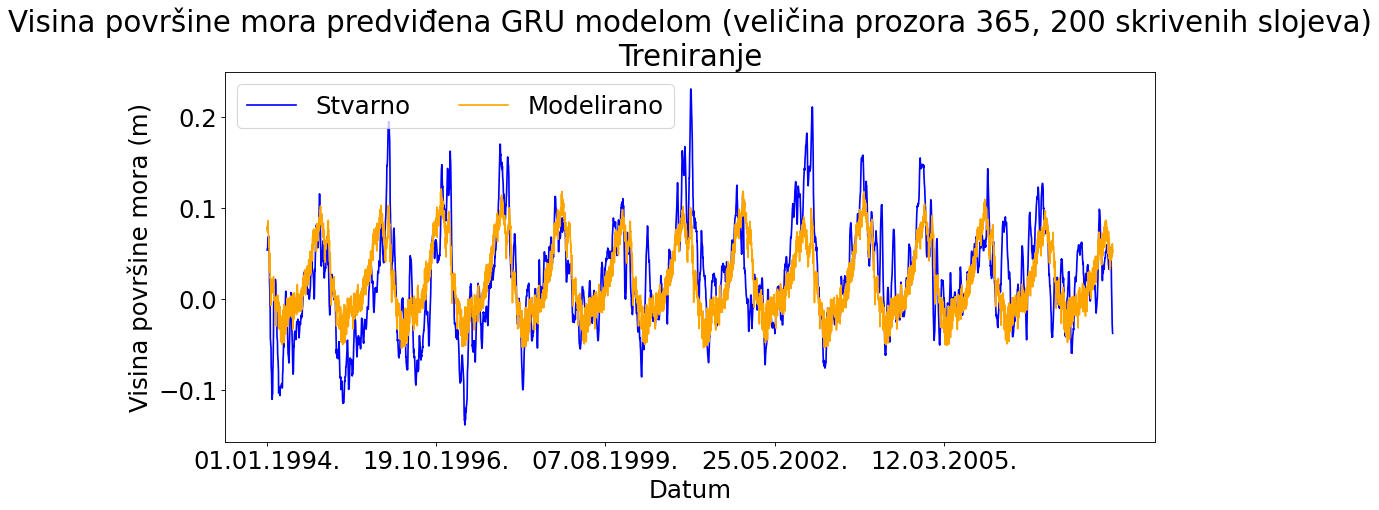 Visina površine mora predviđena GRU modelom (veličina prozora 365, 200 skrivenih slojeva)
Treniranje
Stvarno Modelirano
Visina površine mora (m)
0.2
0.1
0.0
−0.1
01.01.1994. 19.10.1996. 07.08.1999. 25.05.2002. 12.03.2005.
Datum